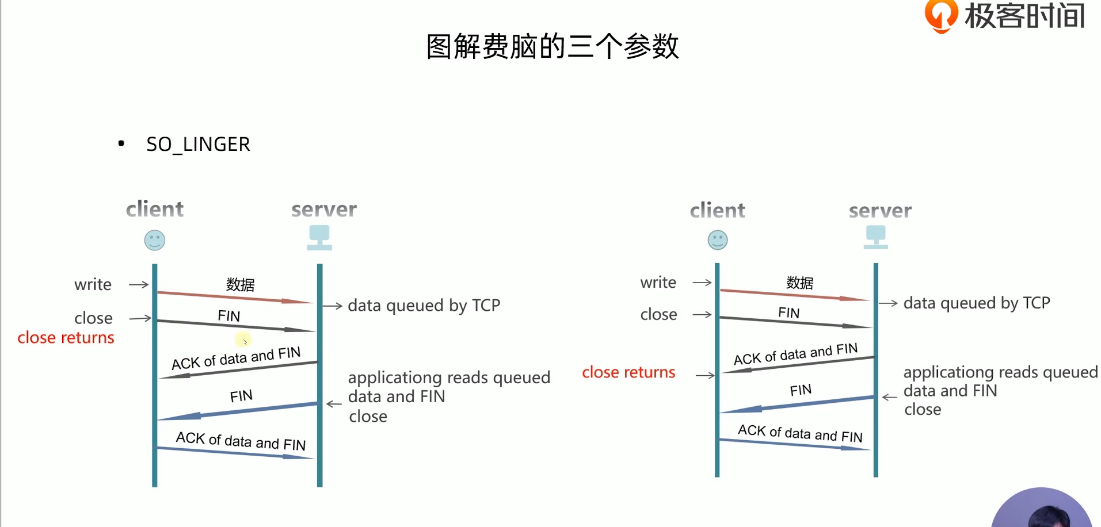 极客时间
图解费脑的三个参数
• SO_LINGER
client
server
write
数据
data queued by TCP
close
FIN
close returns
ACK of data and FIN
applicationg reads queued
data and FIN
close
FIN
ACK of data and FIN
client
server
write
数据
data queued by TCP
close
FIN
ACK of data and FIN
close returns
applicationg reads queued
data and FIN
close
FIN
ACK of data and FIN